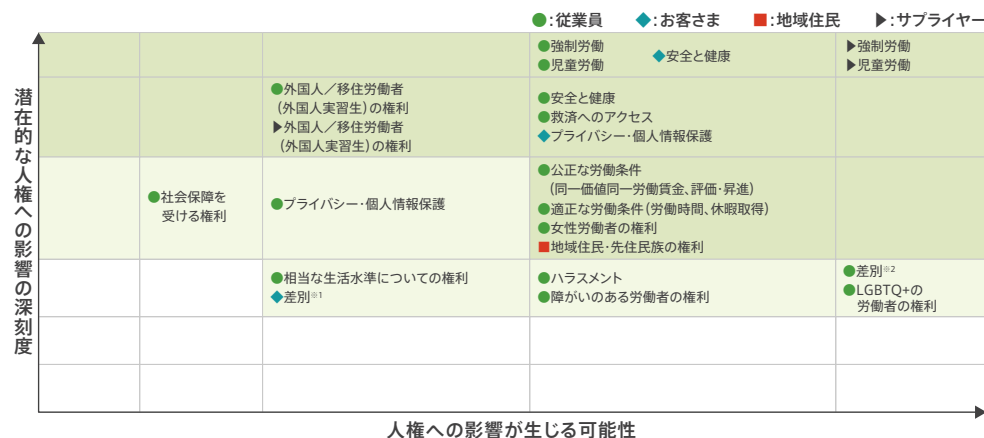 ●:従業員 ◆:お客さま ■:地域住民 ▶:サプライヤー
潜在的な人権への影響の深刻度
●強制労働
●児童労働
◆安全と健康
▶強制労働
▶児童労働
●外国人／移住労働者
(外国人実習生)の権利
▶外国人／移住労働者
(外国人実習生)の権利
●安全と健康
●救済へのアクセス
◆プライバシー・個人情報保護
●社会保障を
受ける権利
●プライバシー・個人情報保護
●公正な労働条件
(同一価値同一労働賃金、評価・昇進)
●適正な労働条件(労働時間、休暇取得)
●女性労働者の権利
■地域住民・先住民族の権利
●相当な生活水準についての権利
◆差別※1
●ハラスメント
●障がいのある労働者の権利
●差別※2
●LGBTQ+の
労働者の権利
人権への影響が生じる可能性